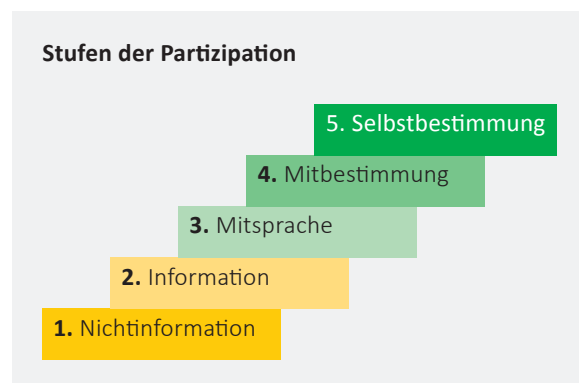 Stufen der Partizipation
5. Selbstbestimmung
4. Mitbestimmung
3. Mitsprache
2. Information
1. Nichtinformation